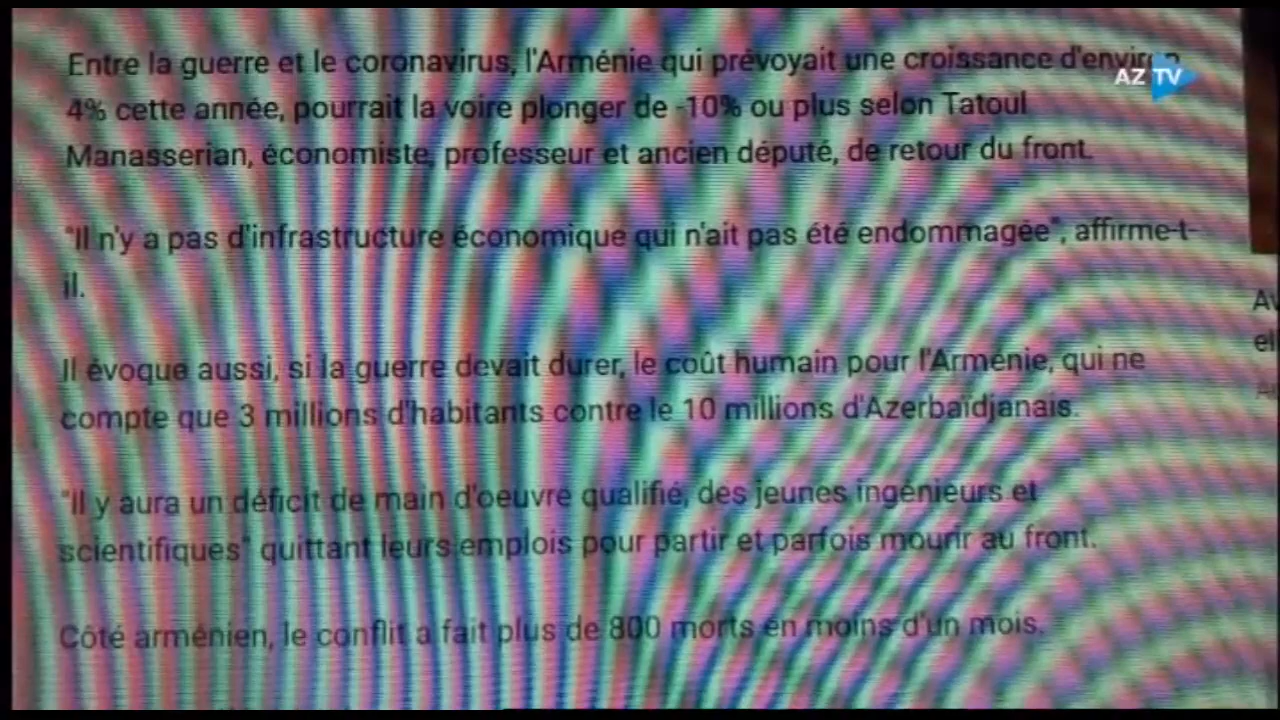 Entre la guerre et le coronavirus, l'Arménie qui prévoyait une croissance d'environ
AZ TV
4% cette année, pourrait la voire plonger de -10% ou plus selon Tatoul
Manasserian, économiste, professeur et ancien député, de retour du front.
"Il n'y a pas d'infrastructure économique qui n'ait pas été endommagée", affirme-t-
il.
Il évoque aussi, si la guerre devait durer, le coût humain pour l'Arménie, qui ne
compte que 3 millions d'habitants contre le 10 millions d'Azerbaïdjanais.
"Il y aura un déficit de main d'oeuvre qualifié, des jeunes ingénieurs et
scientifiques" quittant leurs emplois pour partir et parfois mourir au front.
Côté arménien, le conflit a fait plus de 800 morts en moins d'un mois.